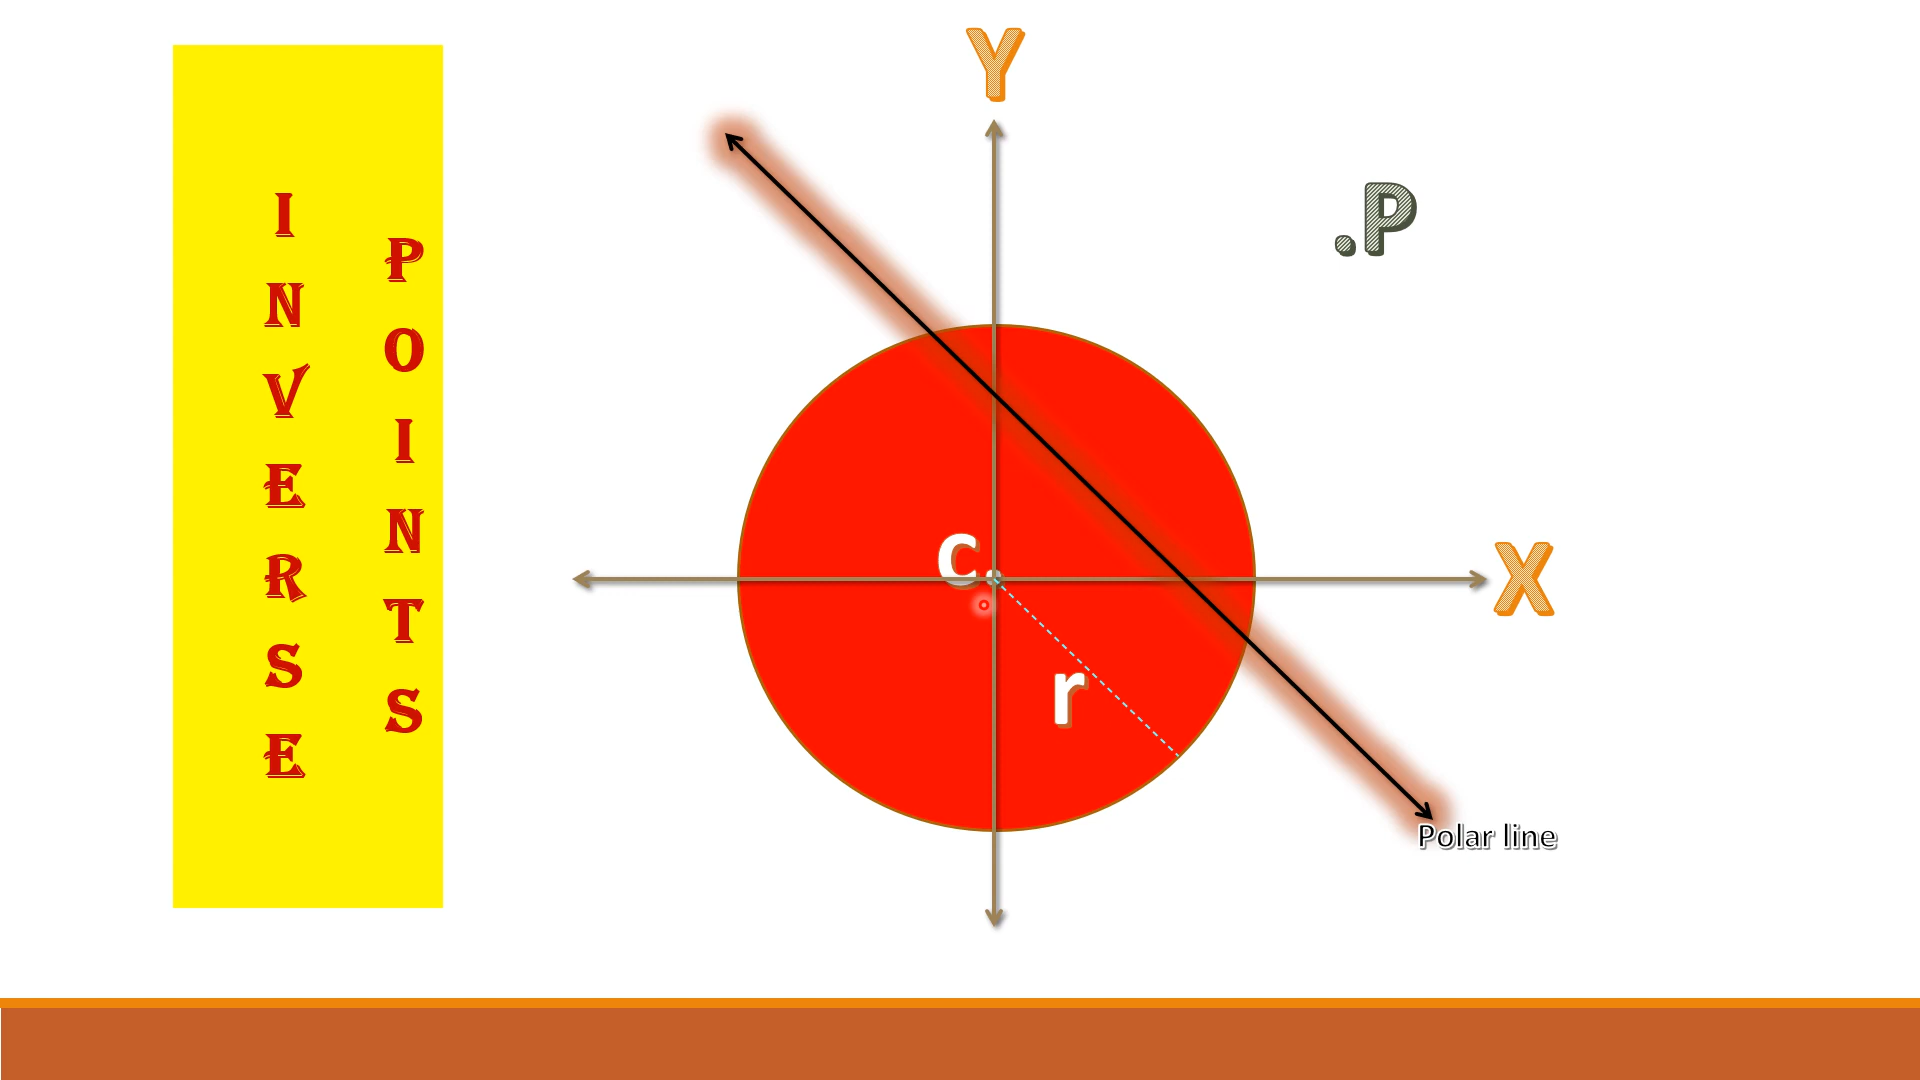 INVERSE
POINTS
Y
.P
X
C.
r
Polar line